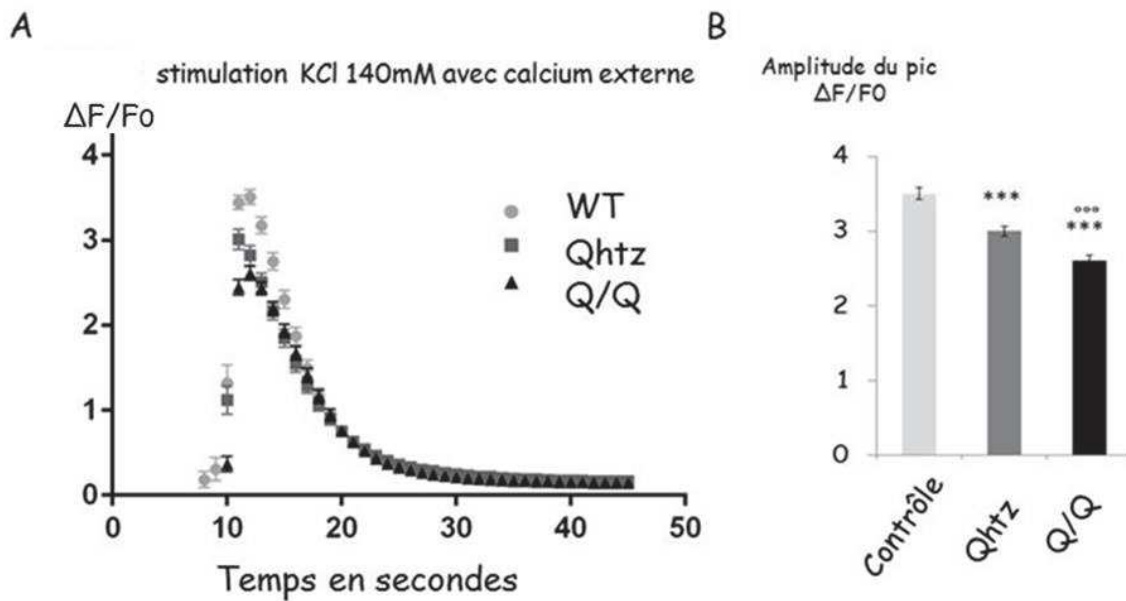 A
stimulation KCl 140mM avec calcium externe
ΔF/F0
4
3
2
1
0
0
10
20
30
40
50
WT
Qhtz
Q/Q
Temps en secondes
B
Amplitude du pic
ΔF/F0
4
3
2
1
0
***
°°°
***
Contrôle
Qhtz
Q/Q